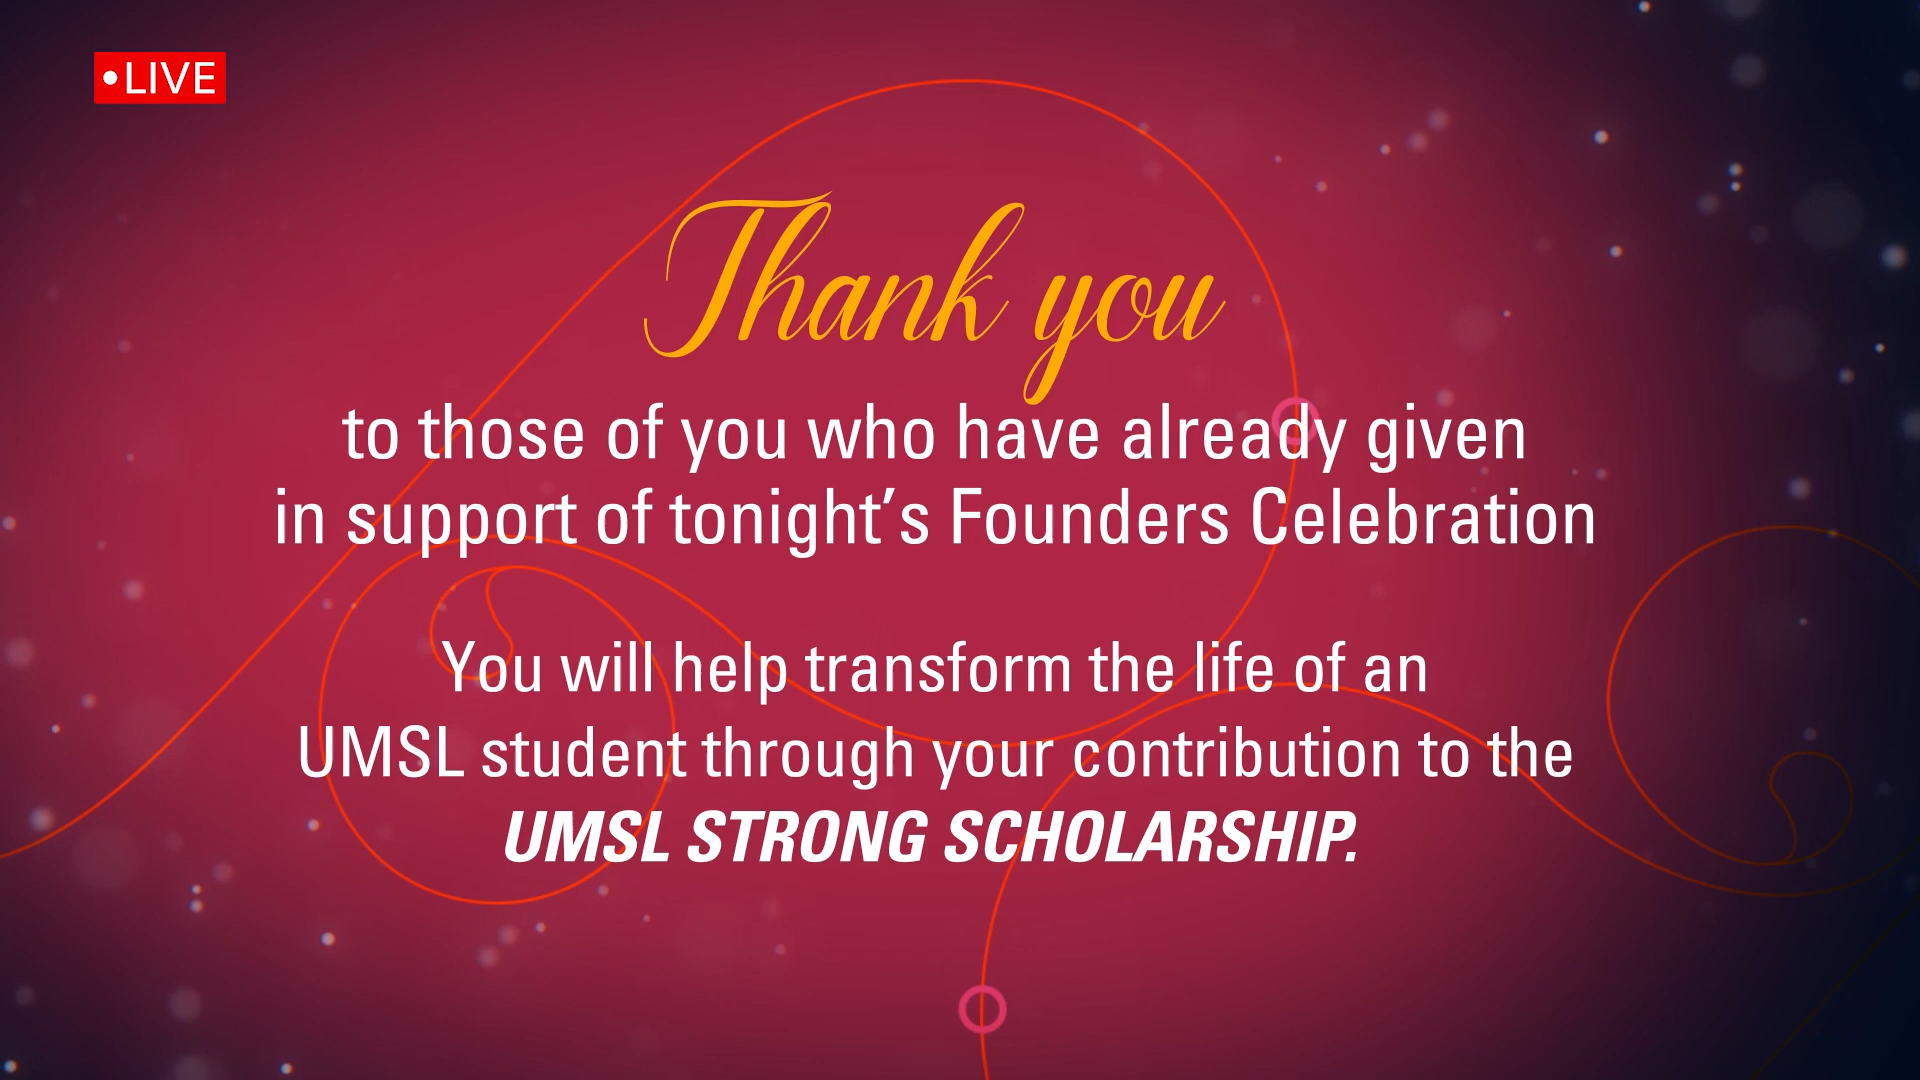 •LIVE
Thank you
to those of you who have already given
in support of tonight’s Founders Celebration
You will help transform the life of an
UMSL student through your contribution to the
UMSL STRONG SCHOLARSHIP.